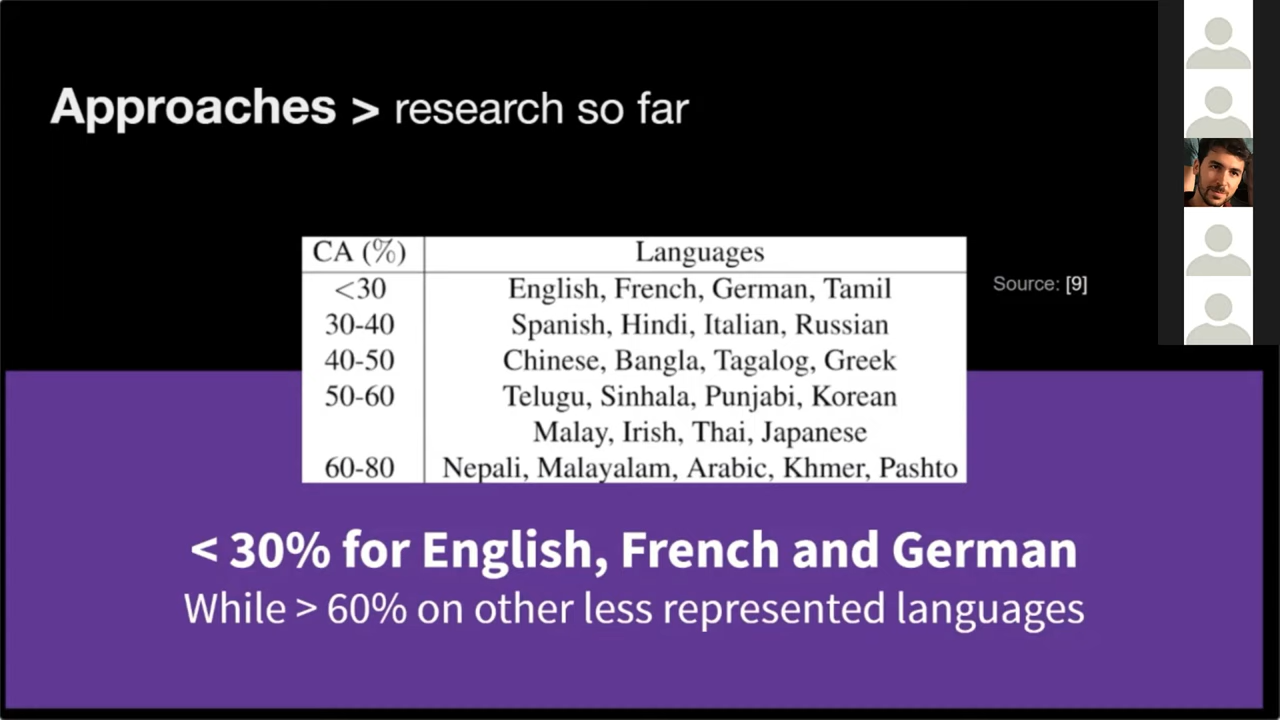 Approaches > research so far
CA (%) Languages
<30 English, French, German, Tamil
30-40 Spanish, Hindi, Italian, Russian
40-50 Chinese, Bangla, Tagalog, Greek
50-60 Telugu, Sinhala, Punjabi, Korean
Malay, Irish, Thai, Japanese
60-80 Nepali, Malayalam, Arabic, Khmer, Pashto
Source: [9]
< 30% for English, French and German
While > 60% on other less represented languages